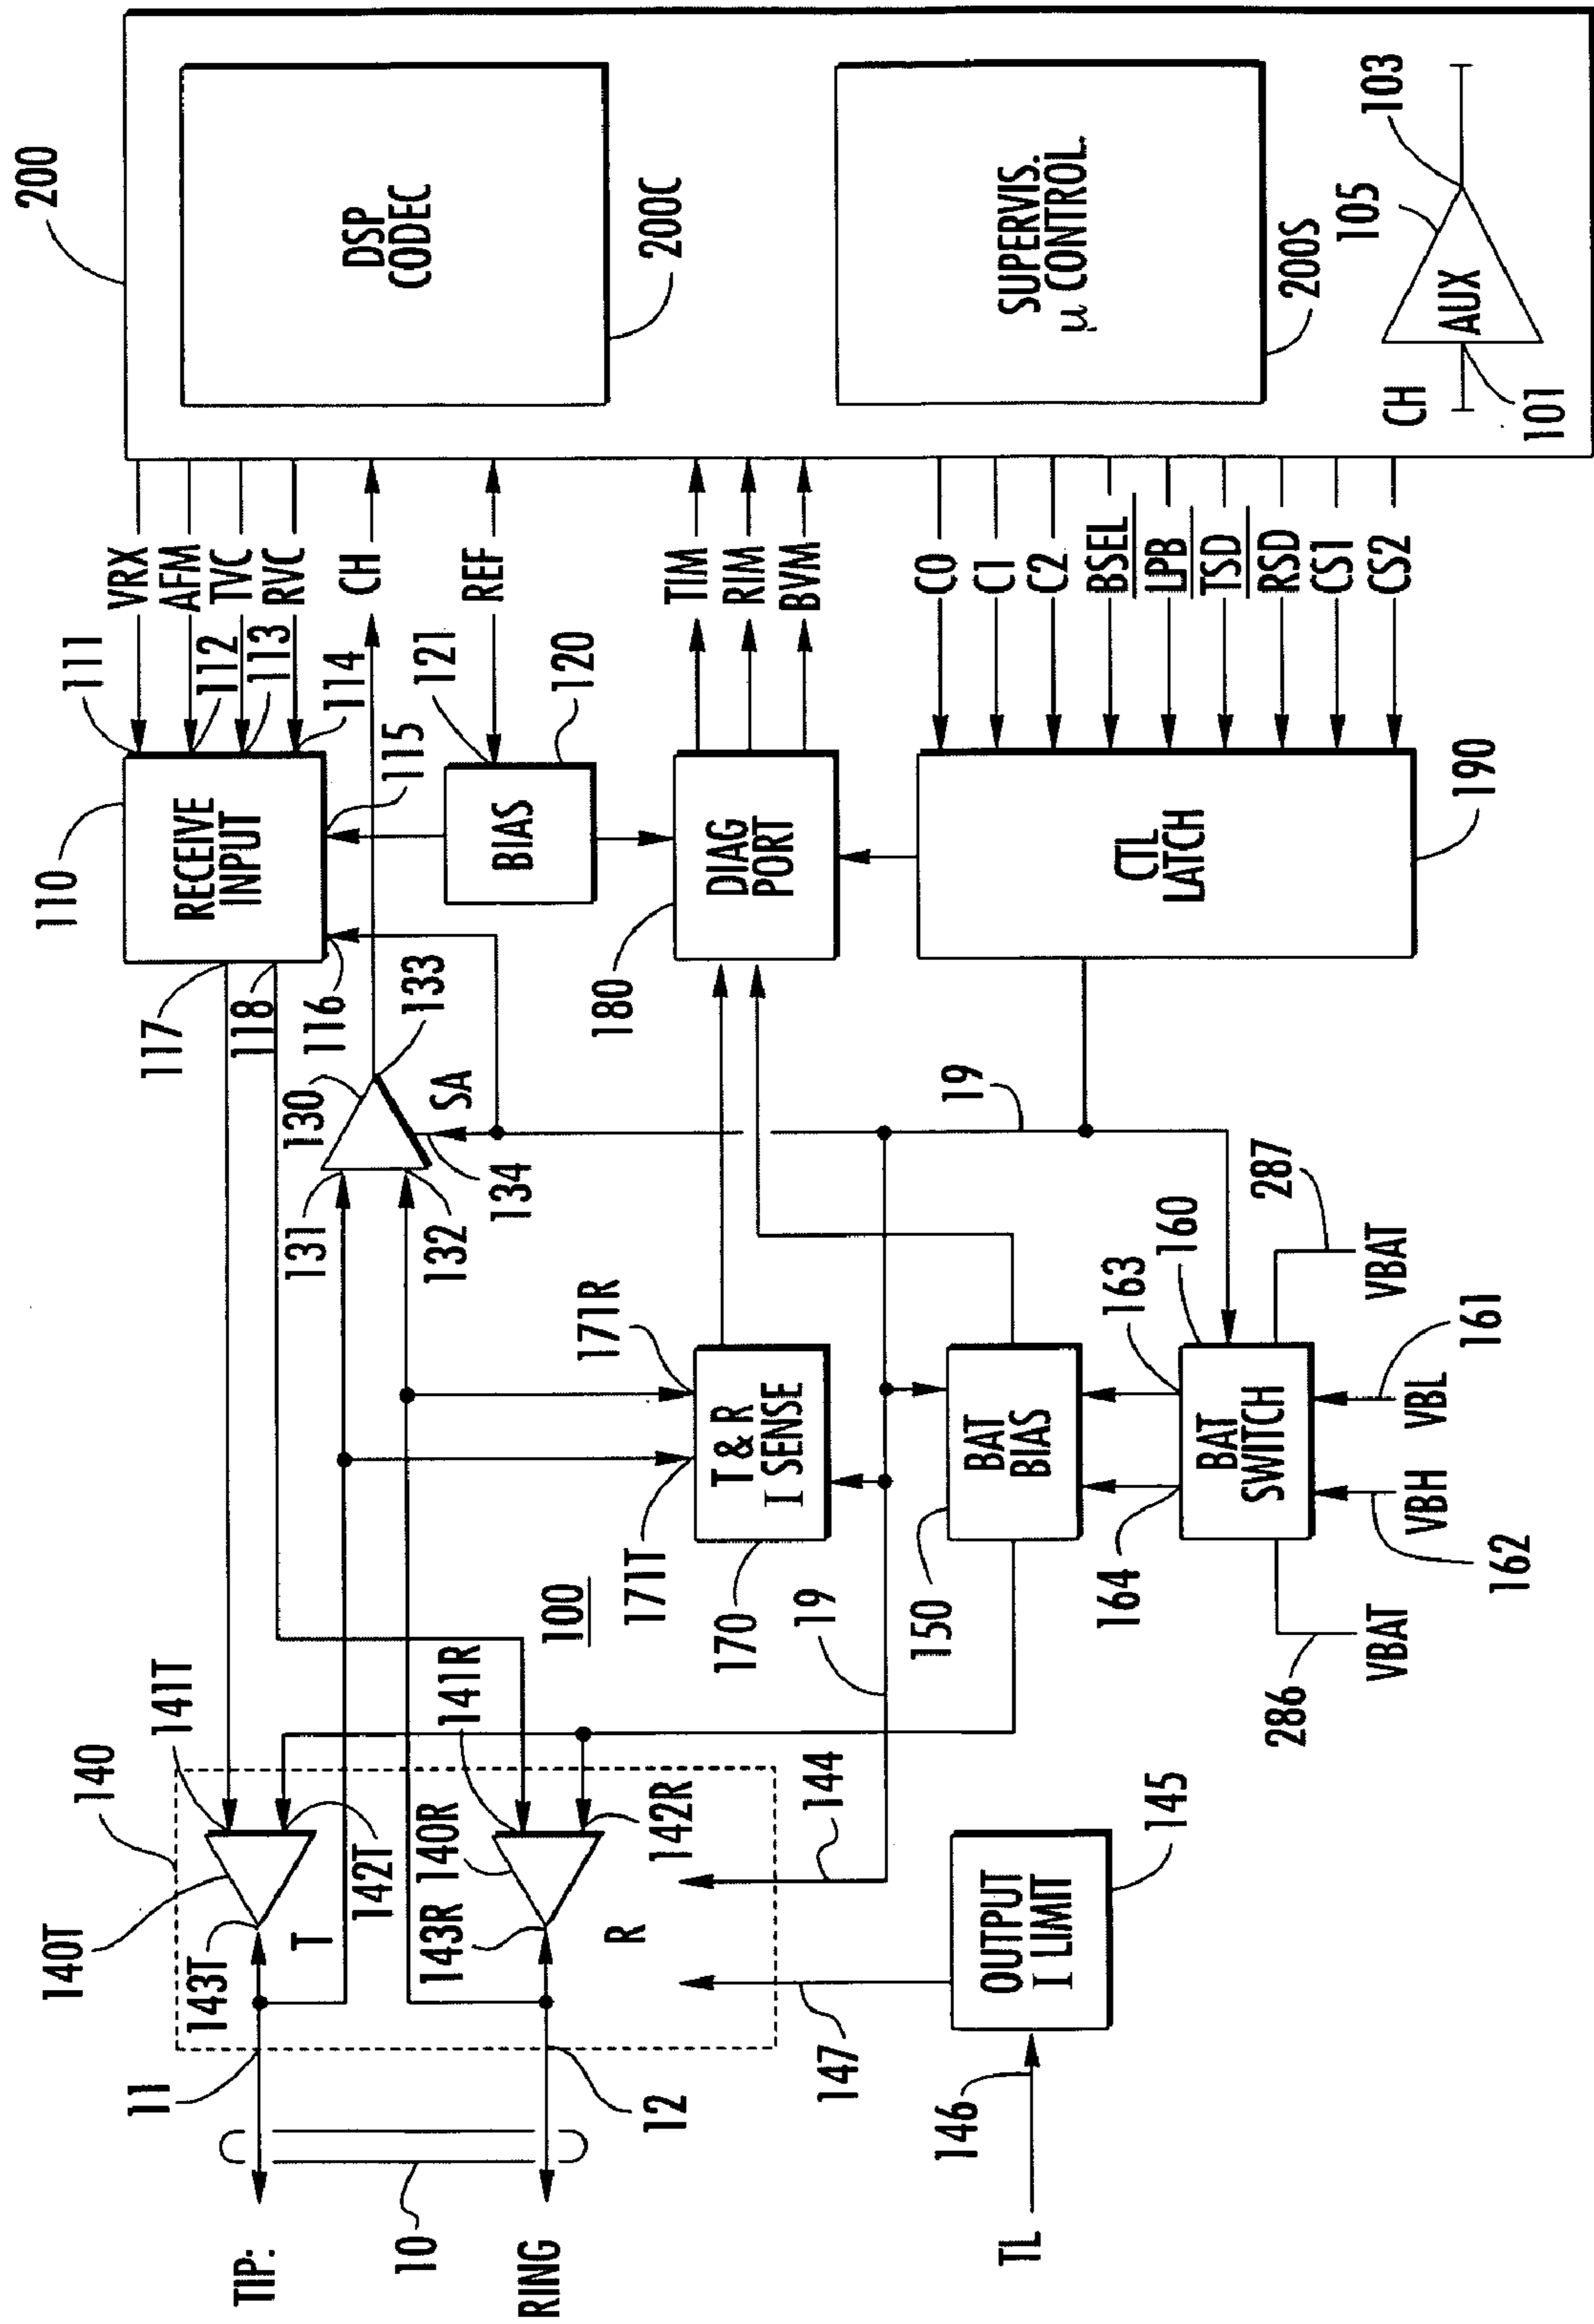 200
DSP
CODEC
200C
SUPERVIS.
μ CONTROL.
200S
AUX
105
103
CH
101
VRX
AFM
TVC
RVC
CH
REF
TIM
RIM
BVM
C0
C1
C2
BSEL
LPB
TSD
RSD
CS1
CS2
110
RECEIVE
INPUT
111
112
113
114
115
116
117
118
121
120
BIAS
180
DIAG
PORT
CTL
LATCH
190
130
131
132
133
134
SA
19
171R
171T
T & R
I SENSE
170
100
150
BAT
BIAS
163
160
164
BAT
SWITCH
287
VBAT
161
VBL
VBH
162
286
VBAT
19
140
141T
140T
142T
143T
T
141R
140R
142R
143R
R
144
147
OUTPUT
I LIMIT
145
146
TL
11
12
10
TIP:
RING